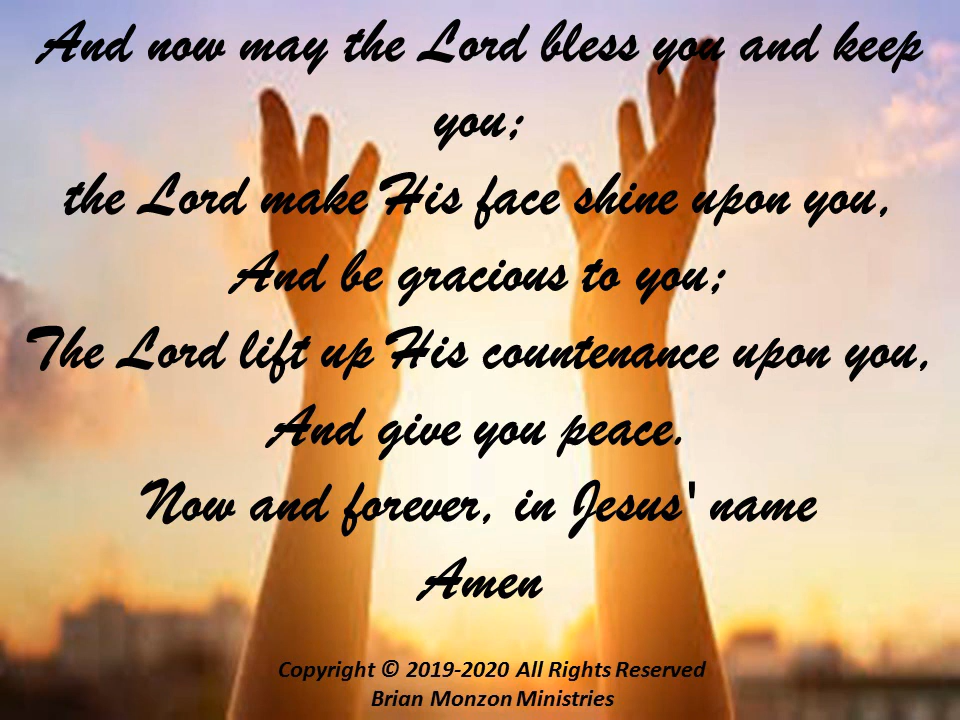 And now may the Lord bless you and keep
you;
the Lord make His face shine upon you,
And be gracious to you;
The Lord lift up His countenance upon you,
And give you peace.
Now and forever, in Jesus' name
Amen
Copyright © 2019-2020 All Rights Reserved
Brian Monzon Ministries